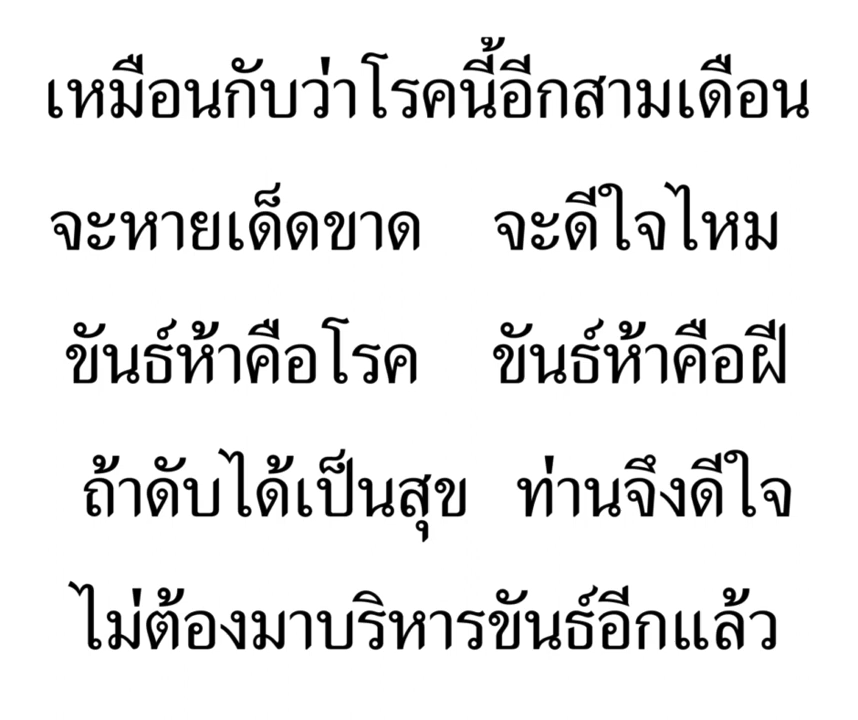 เหมือนกับว่าโรคนี้อีกสามเดือน
จะหายเด็ดขาด จะดีใจไหม
ขันธ์ห้าคือโรค ขันธ์ห้าคือฝี
ถ้าดับได้เป็นสุข ท่านจึงดีใจ
ไม่ต้องมาบริหารขันธ์อีกแล้ว